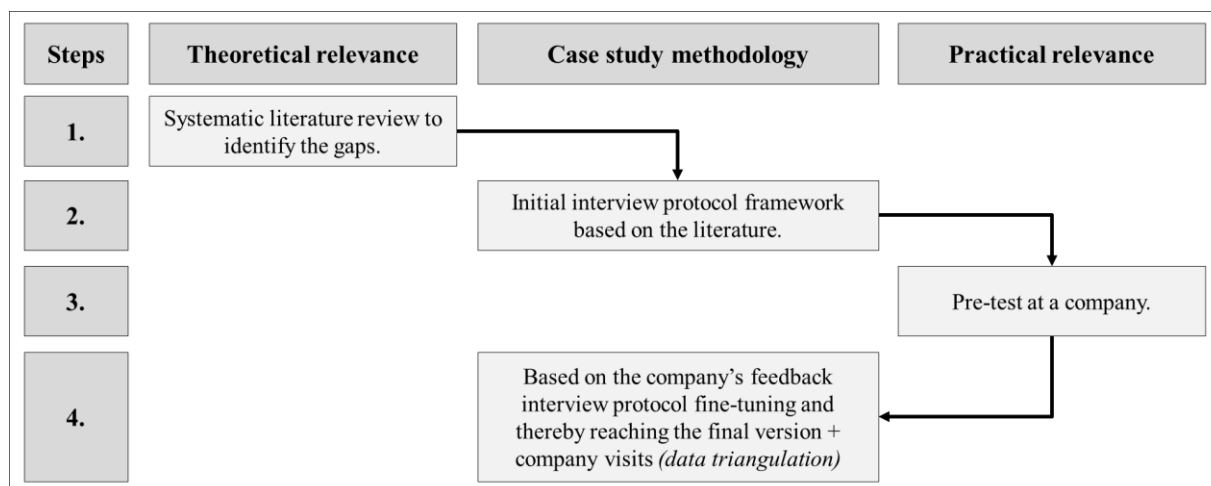 Steps
Theoretical relevance
Case study methodology
Practical relevance
1.
Systematic literature review to
identify the gaps.
2.
Initial interview protocol framework
based on the literature.
3.
Pre-test at a company.
4.
Based on the company’s feedback
interview protocol fine-tuning and
thereby reaching the final version +
company visits (data triangulation)